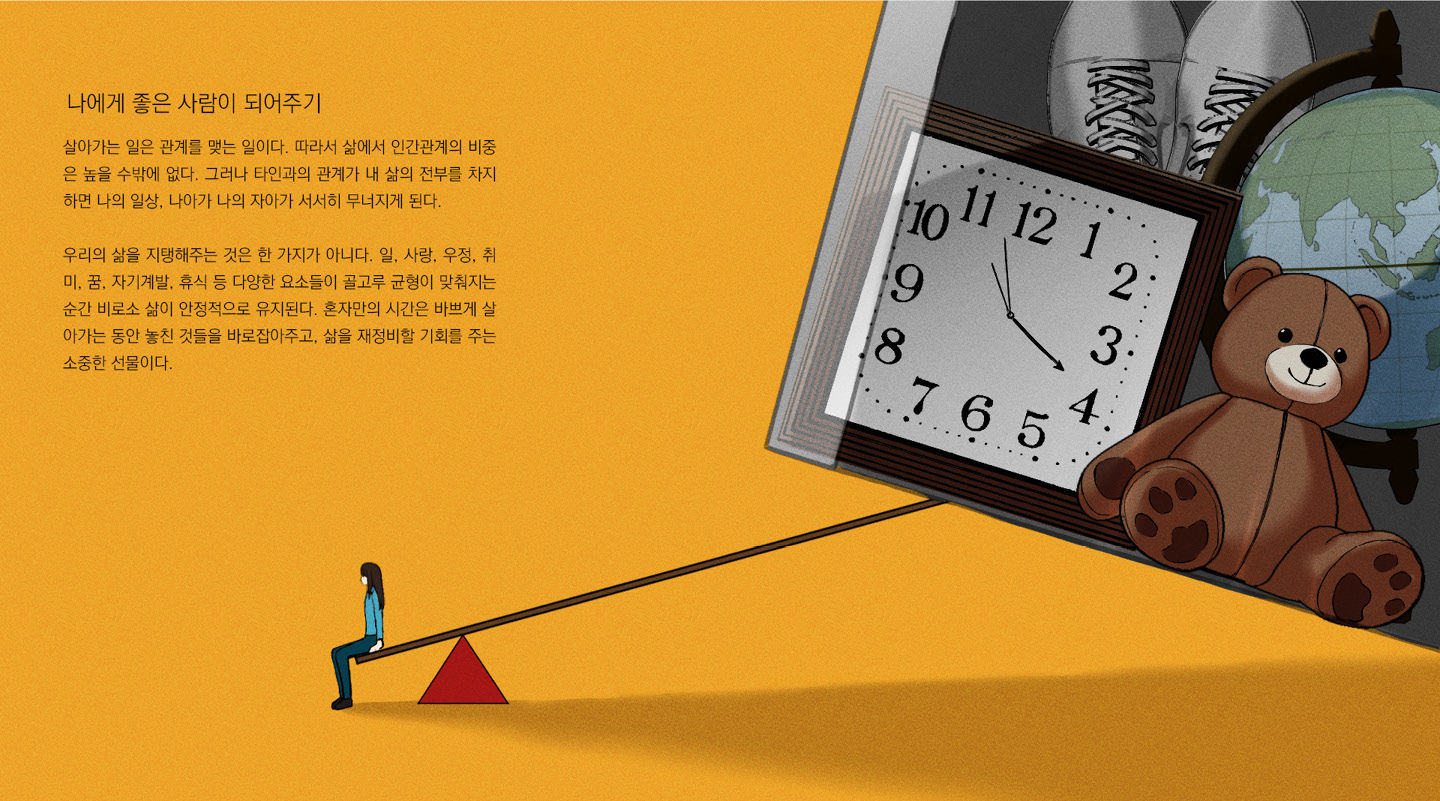 나에게 좋은 사람이 되어주기
살아가는 일은 관계를 맺는 일이다. 따라서 삶에서 인간관계의 비중
은 높을 수밖에 없다. 그러나 타인과의 관계가 내 삶의 전부를 차지
하면 나의 일상, 나아가 나의 자아가 서서히 무너지게 된다.
우리의 삶을 지탱해주는 것은 한 가지가 아니다. 일, 사랑, 우정, 취
미, 꿈, 자기계발, 휴식 등 다양한 요소들이 골고루 균형이 맞춰지는
순간 비로소 삶이 안정적으로 유지된다. 혼자만의 시간은 바쁘게 살
아가는 동안 놓친 것들을 바로잡아주고, 삶을 재정비할 기회를 주는
소중한 선물이다.
11 12 1
10 2
9 3
8 4
7 6 5